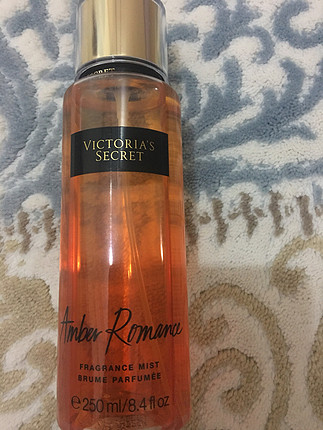 VICTORIA'S
SECRET
Amber Romance
FRAGRANCE MIST
BRUME PARFUMÉE
℮ 250 ml/8.4 fl oz